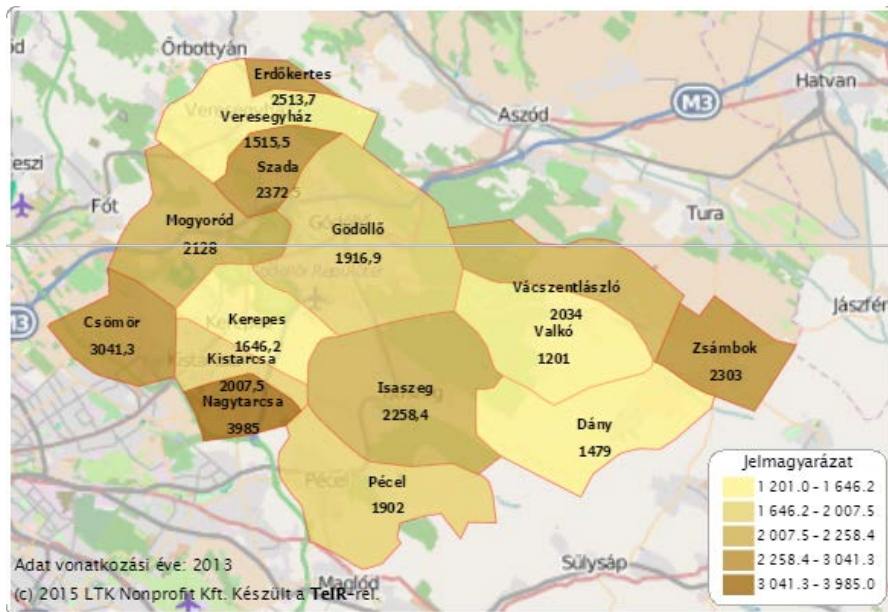 Őrbottyán
Erdőkertes
2513,7
Veresegyház
1515,5
Hatvan
M3
Aszód
Szada
2372
Fót
Mogyoród
2128
Gödöllő
1916,9
Tura
Vácszentlászló
2034
Valkó
1201
Csömör
3041,3
M3
Kerepes
1646,2
Kistarcsa
2007,5
Nagytarcsa
3985
Isaszeg
2258,4
Zsámbok
2303
Jászfén
Dány
1479
Pécel
Pécel
1902
Jelmagyarázat
1 201.0 - 1 646.2
1 646.2 - 2 007.5
2 007.5 - 2 258.4
2 258.4 - 3 041.3
3 041.3 - 3 985.0
Adat vonatkozási éve: 2013
Maglód
Sülysáp
(c) 2015 LTK Nonprofit Kft. Készült a TeIR-rel.